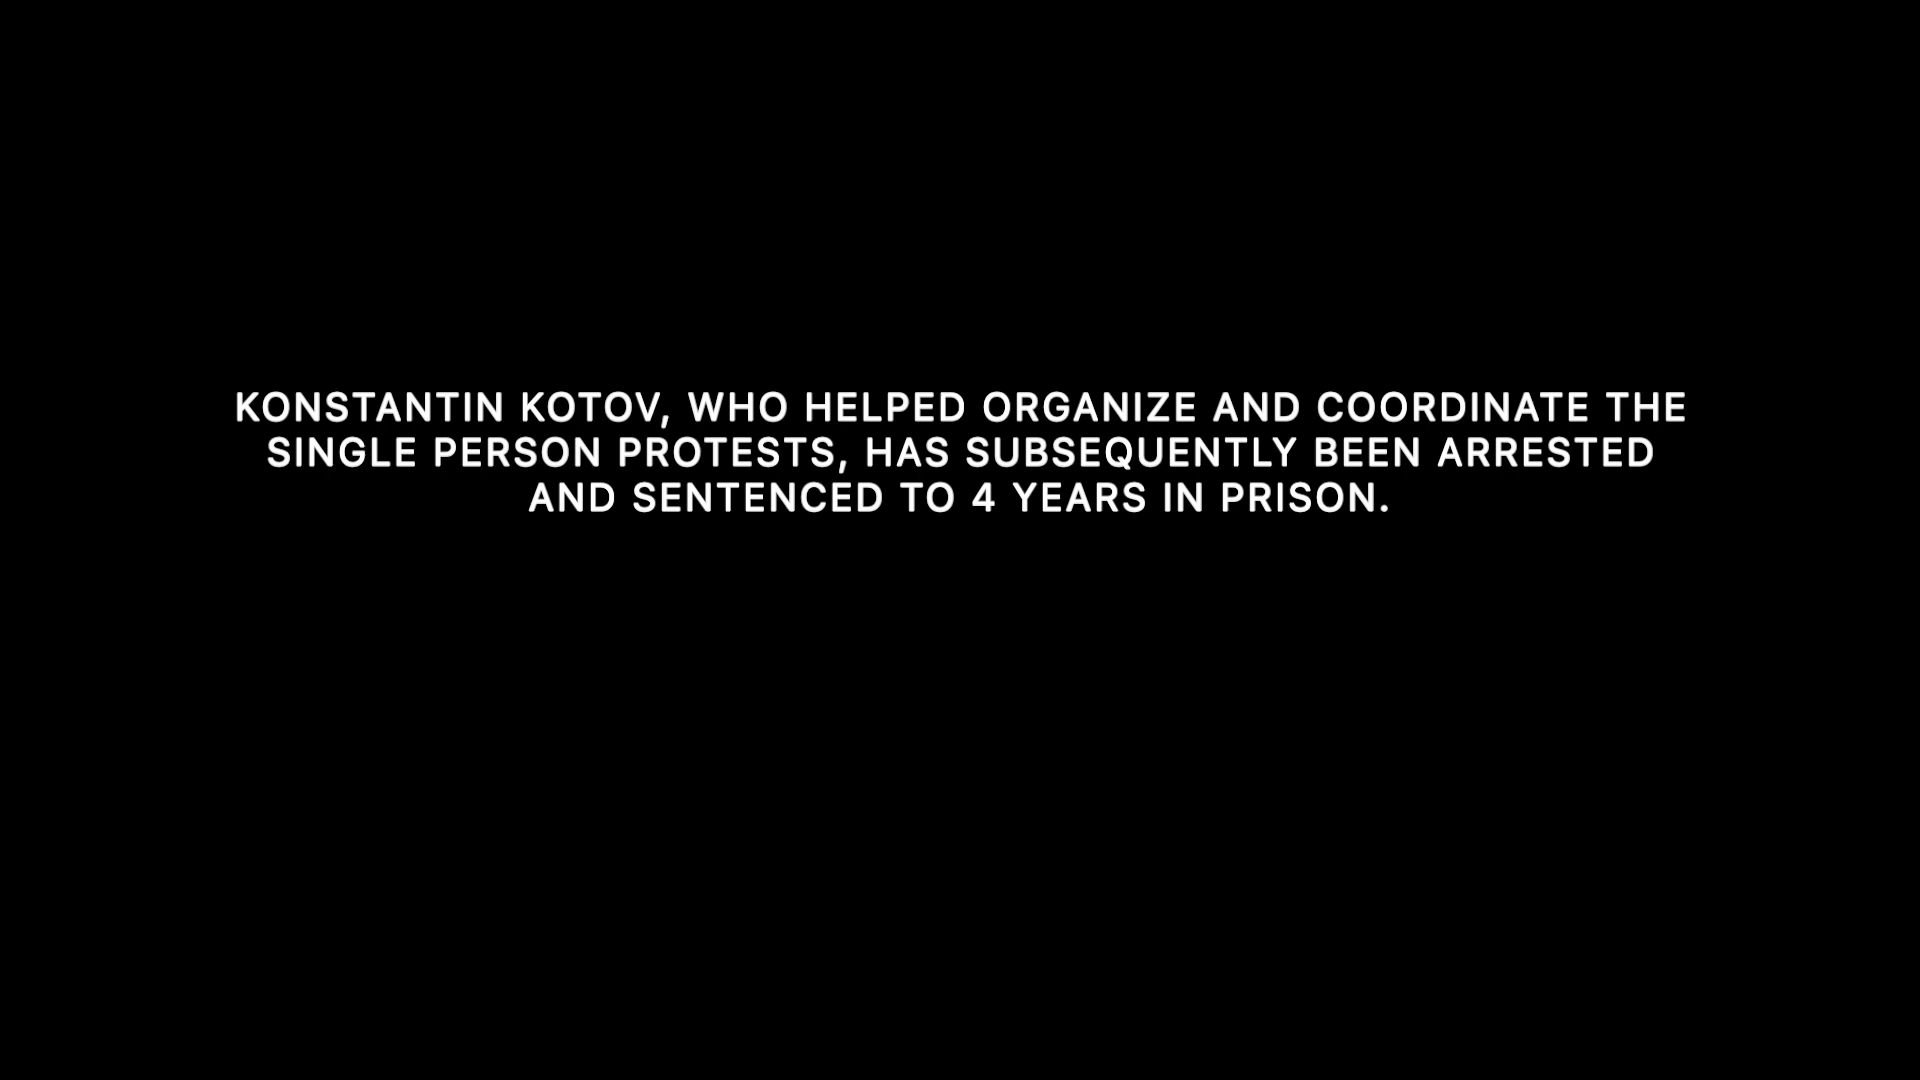 KONSTANTIN KOTOV, WHO HELPED ORGANIZE AND COORDINATE THE
SINGLE PERSON PROTESTS, HAS SUBSEQUENTLY BEEN ARRESTED
AND SENTENCED TO 4 YEARS IN PRISON.